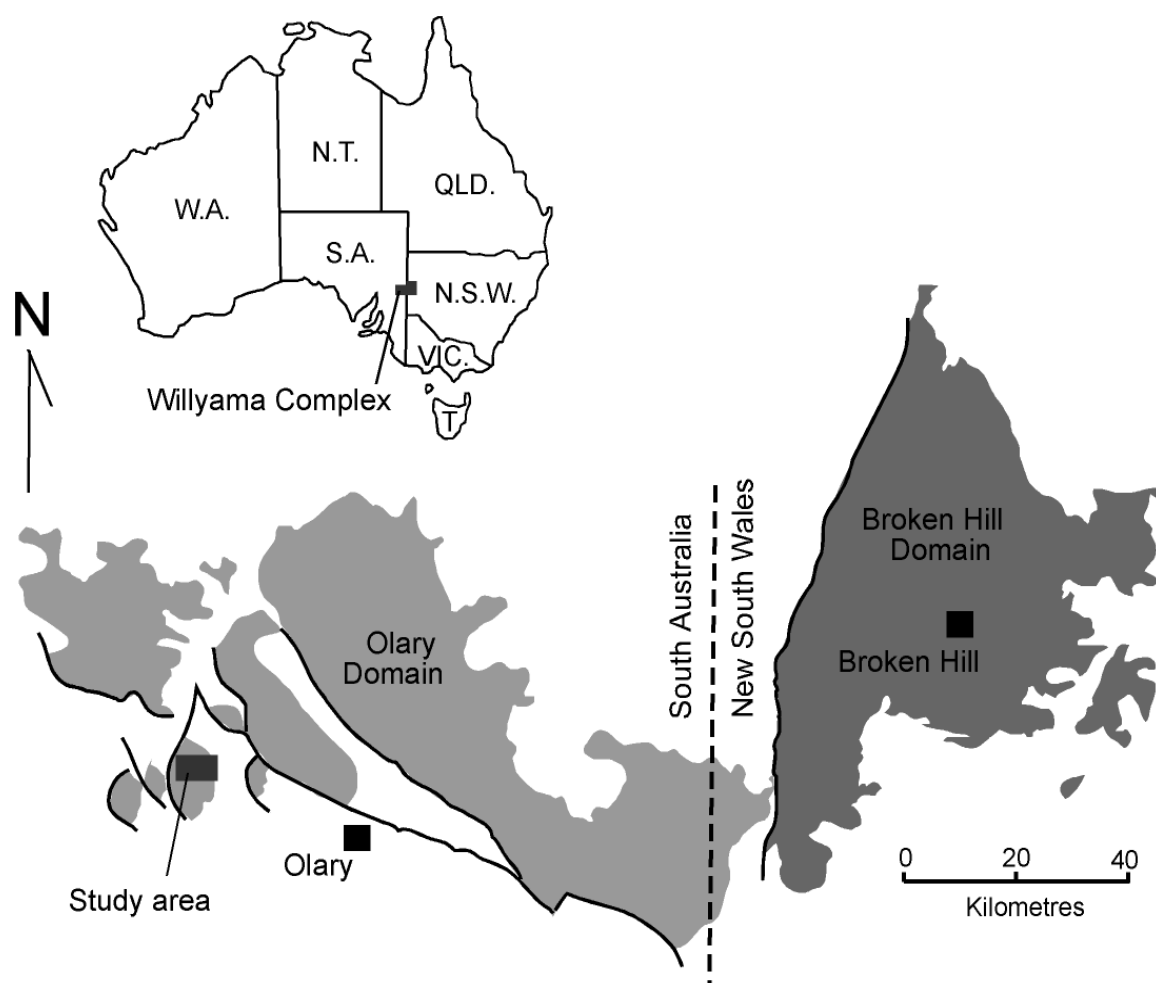 N.T.
QLD.
W.A.
S.A.
N.S.W.
N
VIC.
Willyama Complex
T
South Australia
New South Wales
Broken Hill
Domain
Olary
Domain
Broken Hill
Olary
Study area
0 20 40
Kilometres